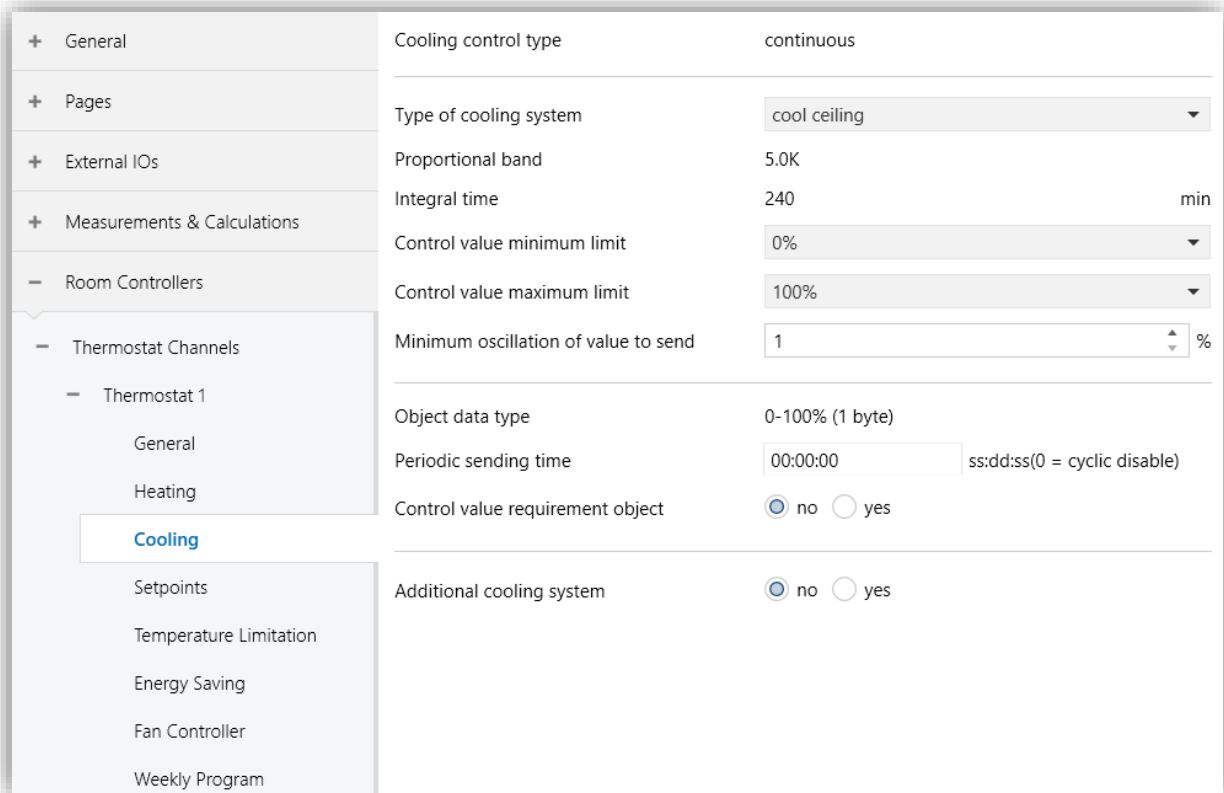 General
Pages
External IOs
Measurements & Calculations
Room Controllers
Thermostat Channels
Thermostat 1
General
Heating
Cooling
Setpoints
Temperature Limitation
Energy Saving
Fan Controller
Weekly Program
Cooling control type continuous
Type of cooling system cool ceiling
Proportional band 5.0K
Integral time 240 min
Control value minimum limit 0%
Control value maximum limit 100%
Minimum oscillation of value to send 1 %
Object data type 0-100% (1 byte)
Periodic sending time 00:00:00 ss:dd:ss(0 = cyclic disable)
Control value requirement object no yes
Additional cooling system no yes